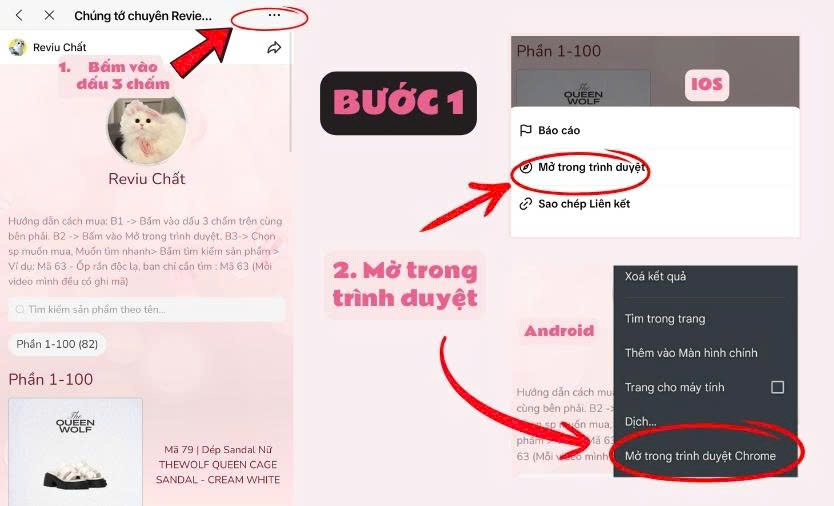 Chúng tớ chuyên Revie...
Reviu Chất
1. Bấm vào
dấu 3 chấm
Reviu Chất
Hướng dẫn cách mua: B1 -> Bấm vào dấu 3 chấm trên cùng
bên phải. B2 -> Bấm vào Mở trong trình duyệt, B3-> Chọn
sp muốn mua, Muốn tìm nhanh> Bấm tìm kiếm sản phẩm >
Ví dụ: Mã 63 - Ốp rắn độc lạ, bạn chỉ cần tìm : Mã 63 (Mỗi
video mình đều có ghi mã)
Tìm kiếm sản phẩm theo tên...
Phần 1-100 (82)
Phần 1-100
The
QUEEN
WOLF
Mã 79 | Dép Sandal Nữ
THEWOLF QUEEN CAGE
SANDAL - CREAM WHITE
BƯỚC 1
2. Mở trong
trình duyệt
Phần 1-100
The
QUEEN
WOLF
IOS
Báo cáo
Mở trong trình duyệt
Sao chép Liên kết
Android
Hướng dẫn cách mu
cùng bên phải. B2 ->
Chọn sp muốn mua,
phẩm >
Mã 63
63 (Mỗi video mình
Xoá kết quả
Tìm trong trang
Thêm vào Màn hình chính
Trang cho máy tính
Dịch...
Mở trong trình duyệt Chrome